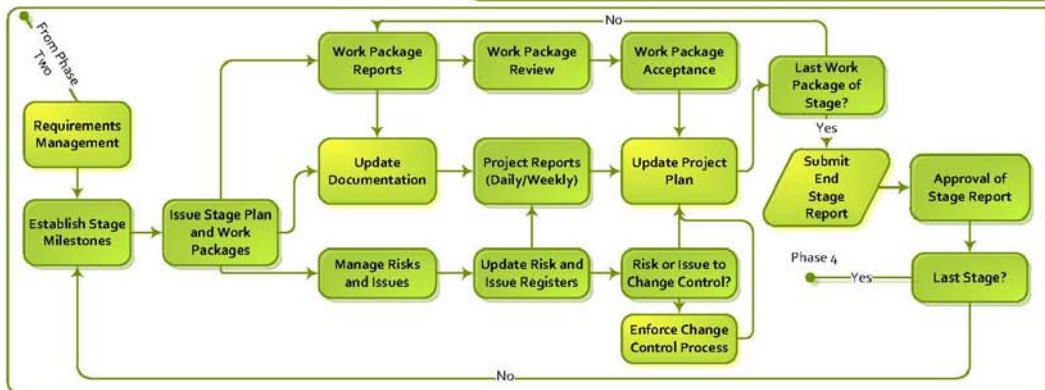 From Phase
Two
Requirements
Management
Establish Stage
Milestones
Issue Stage Plan
and Work
Packages
Work Package
Reports
Work Package
Review
Work Package
Acceptance
Update
Documentation
Project Reports
(Daily/Weekly)
Update Project
Plan
Manage Risks
and Issues
Update Risk and
Issue Registers
Risk or Issue to
Change Control?
Enforce Change
Control Process
No
Last Work
Package of
Stage?
Yes
Submit
End
Stage
Report
Approval of
Stage Report
Last Stage?
Yes
Phase 4
No